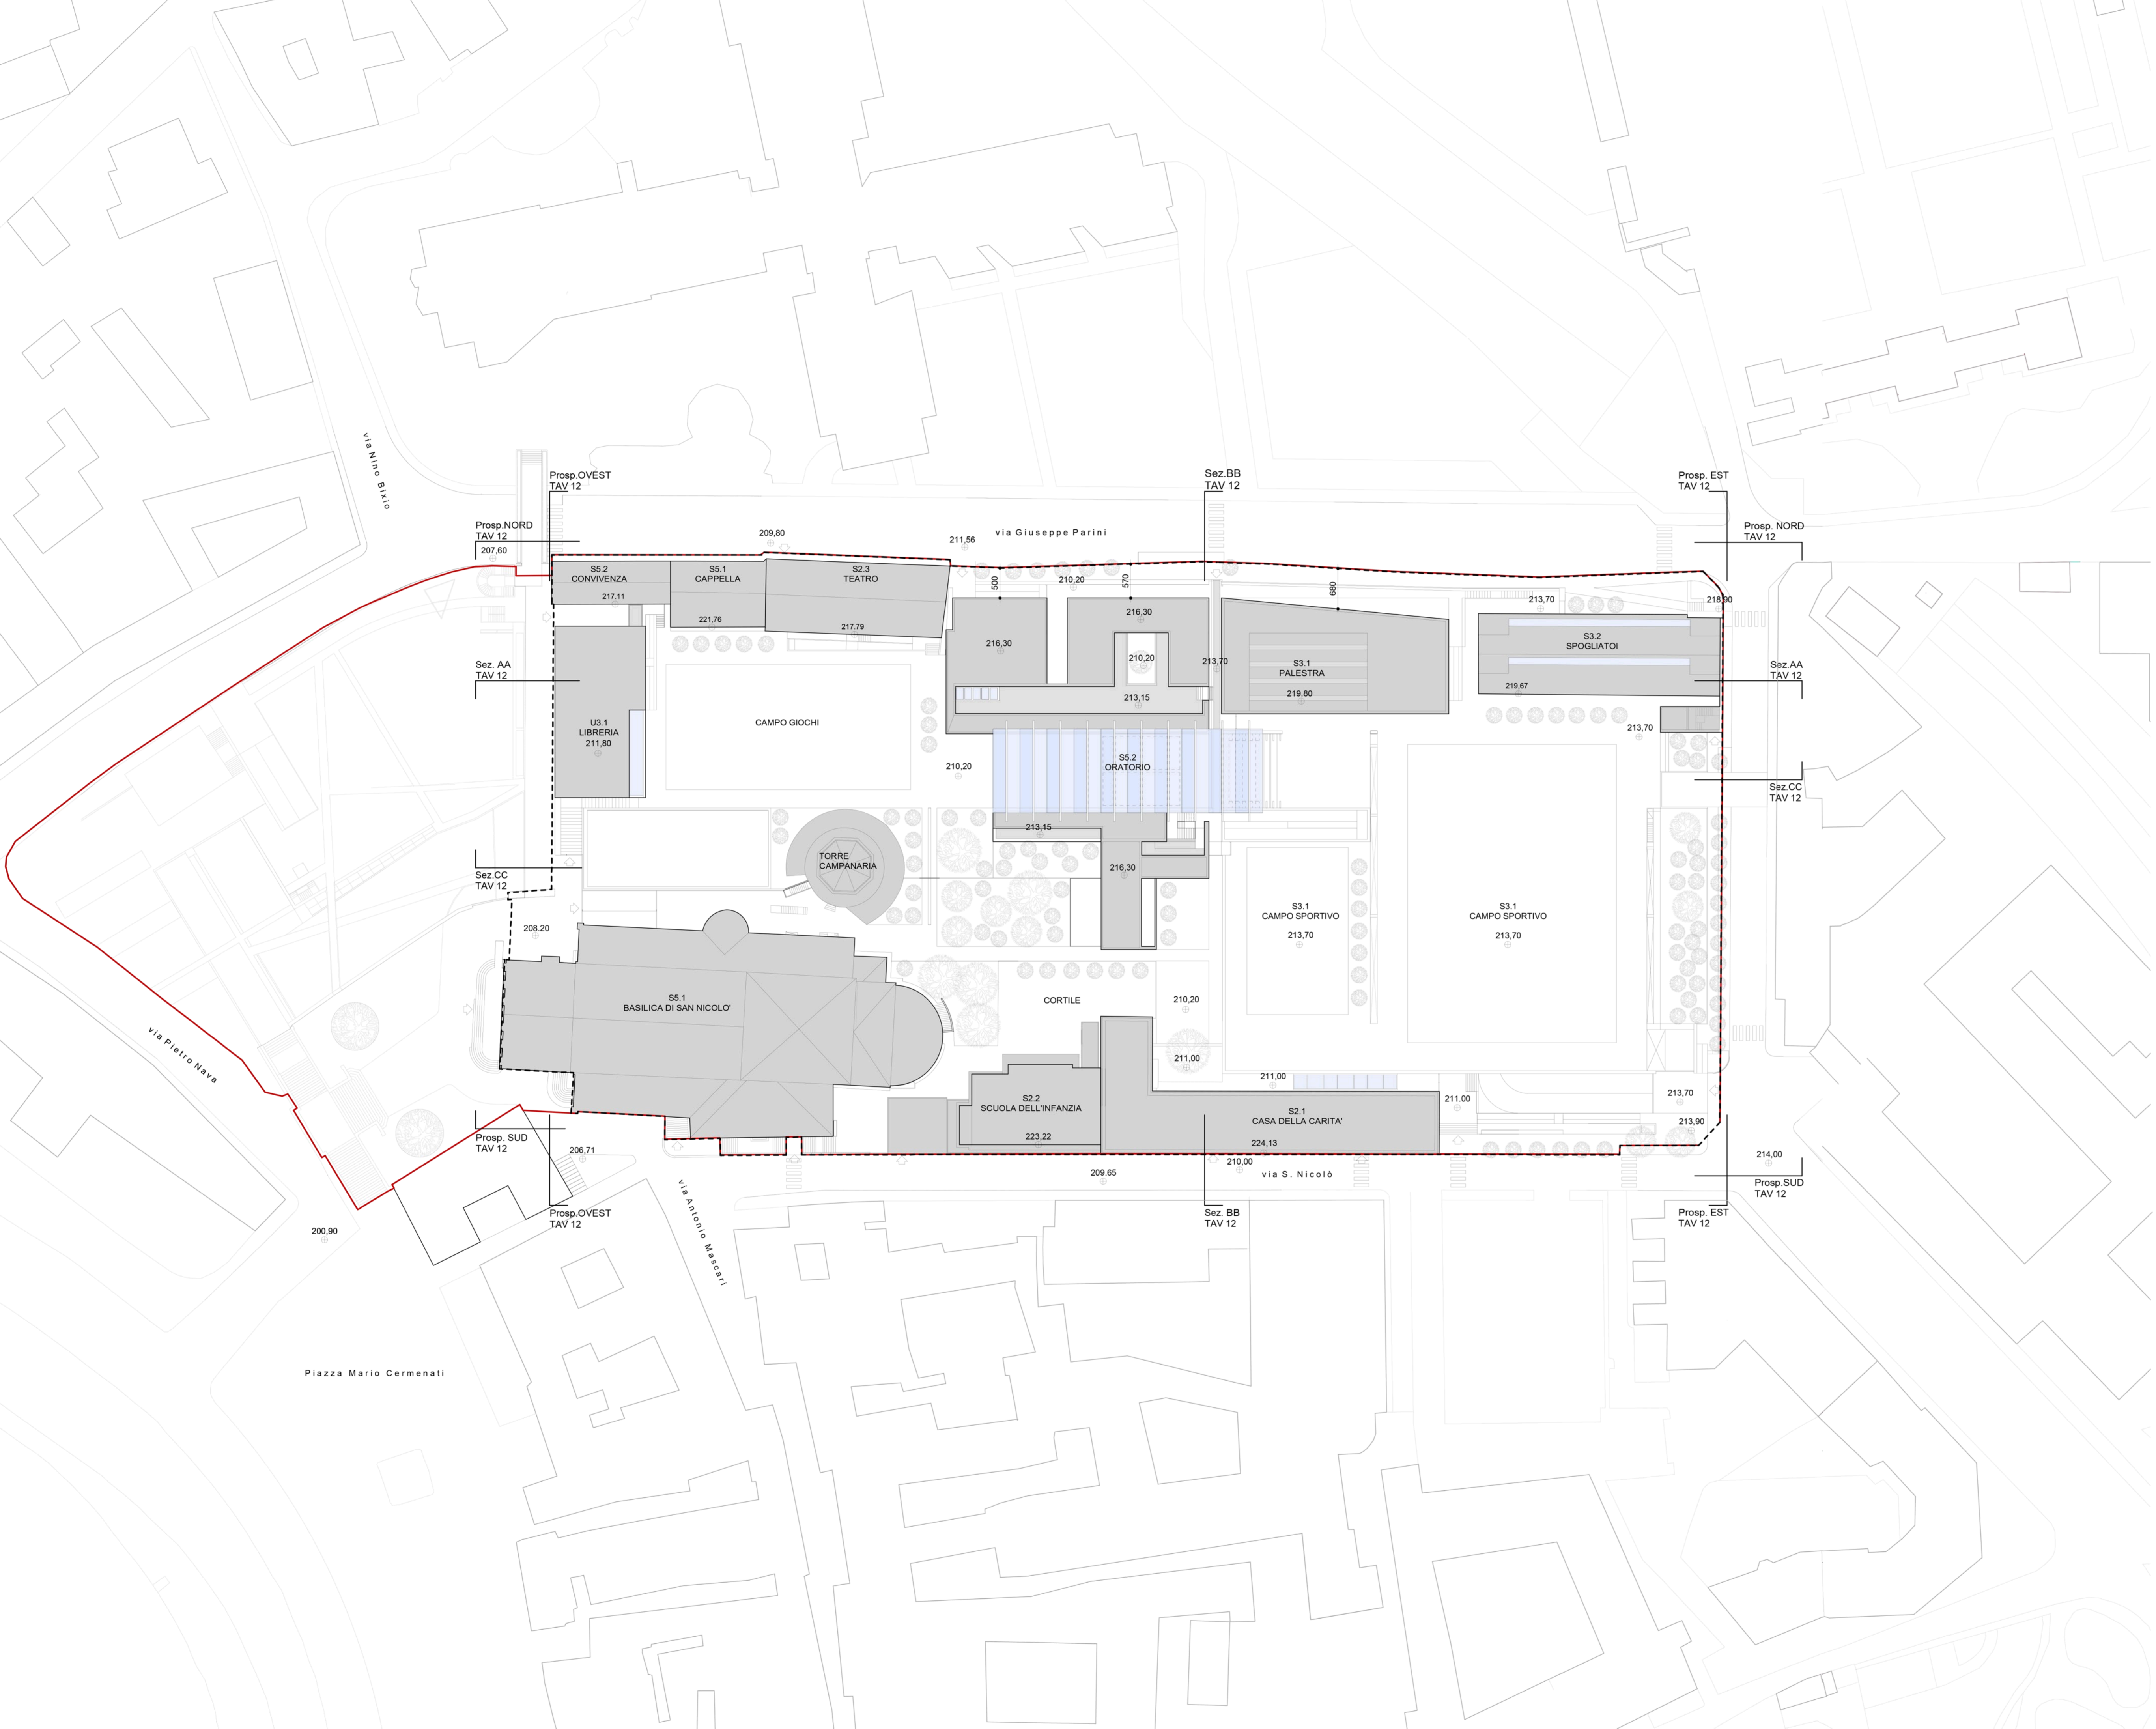 via Nino Bixio
Prosp.OVEST
TAV 12
Sez.BB
TAV 12
Prosp. EST
TAV 12
Prosp.NORD
TAV 12
207,60
209,80
211,56
via Giuseppe Parini
Prosp. NORD
TAV 12
S5.2
CONVIVENZA
217.11
S5.1
CAPPELLA
221,76
S2.3
TEATRO
217.79
500
210,20
570
680
213,70
218,90
216,30
216,30
210,20
213,70
213,15
S3.1
PALESTRA
219.80
S3.2
SPOGLIATOI
219,67
Sez. AA
TAV 12
Sez.AA
TAV 12
U3.1
LIBRERIA
211,80
CAMPO GIOCHI
210,20
S5.2
ORATORIO
213,70
Sez.CC
TAV 12
213,15
TORRE
CAMPANARIA
216,30
Sez.CC
TAV 12
208.20
S3.1
CAMPO SPORTIVO
213,70
S3.1
CAMPO SPORTIVO
213,70
S5.1
BASILICA DI SAN NICOLO'
CORTILE
210,20
211,00
211,00
211.00
213,70
213,90
via Pietro Nava
S2.2
SCUOLA DELL'INFANZIA
223,22
S2.1
CASA DELLA CARITA'
224,13
Prosp. SUD
TAV 12
206,71
209.65
210,00
via S. Nicolò
214,00
Prosp.SUD
TAV 12
via Antonio Mascari
Prosp.OVEST
TAV 12
Sez. BB
TAV 12
Prosp. EST
TAV 12
200,90
Piazza Mario Cermenati